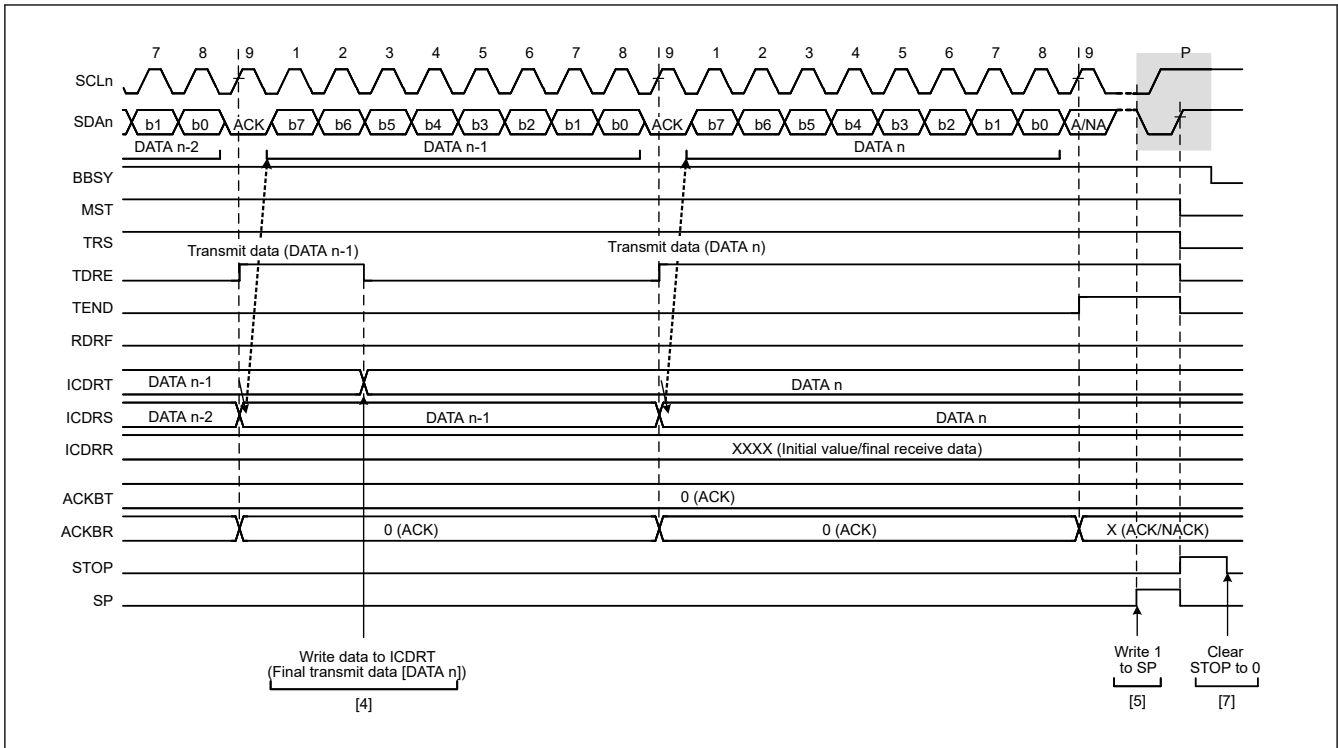 7 8 9 1 2 3 4 5 6 7 8 9 1 2 3 4 5 6 7 8 9 P
SCLn
SDAn b1 b0 ACK b7 b6 b5 b4 b3 b2 b1 b0 ACK b7 b6 b5 b4 b3 b2 b1 b0 A/NA
DATA n-2 DATA n-1 DATA n
BBSY
MST
TRS
Transmit data (DATA n-1) Transmit data (DATA n)
TDRE
TEND
RDRF
ICDRT DATA n-1 DATA n
ICDRS DATA n-2 DATA n-1 DATA n
ICDRR XXXX (Initial value/final receive data)
ACKBT 0 (ACK)
ACKBR 0 (ACK) 0 (ACK) X (ACK/NACK)
STOP
SP
Write data to ICDRT
(Final transmit data [DATA n])
[4]
Write 1
to SP
[5]
Clear
STOP to 0
[7]